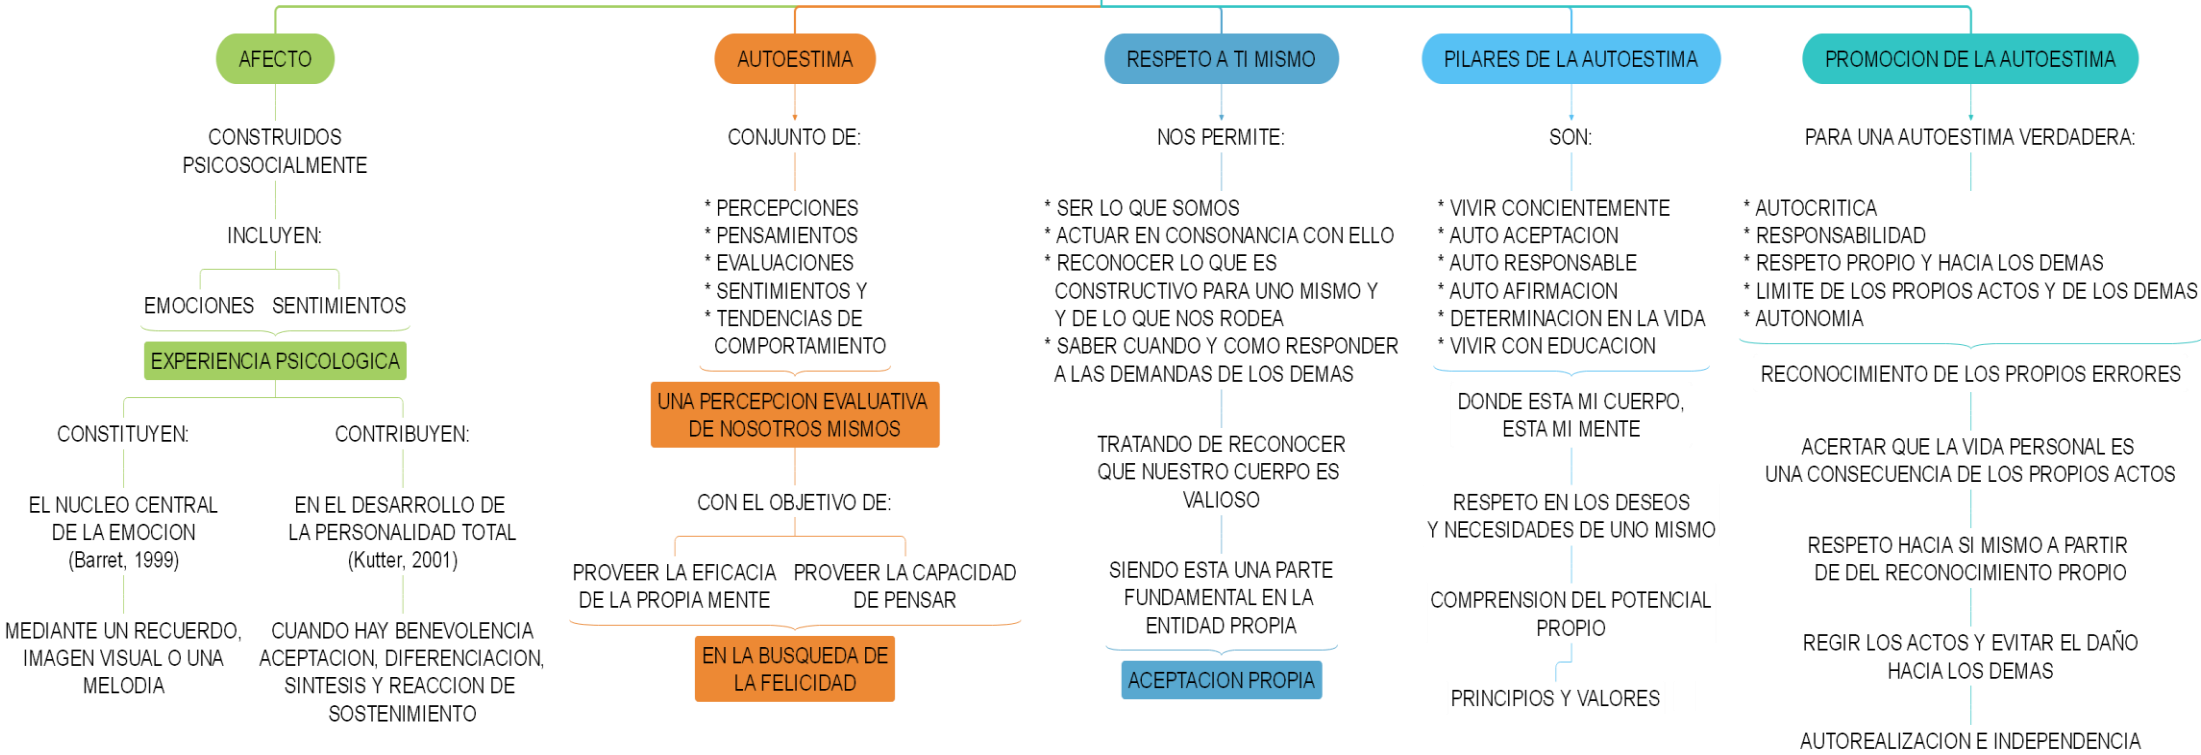 AFECTO
CONSTRUIDOS
PSICOSOCIALMENTE
INCLUYEN:
EMOCIONES
SENTIMIENTOS
EXPERIENCIA PSICOLOGICA
CONSTITUYEN:
EL NUCLEO CENTRAL
DE LA EMOCION
(Barret, 1999)
MEDIANTE UN RECUERDO,
IMAGEN VISUAL O UNA
MELODIA
CONTRIBUYEN:
EN EL DESARROLLO DE
LA PERSONALIDAD TOTAL
(Kutter, 2001)
CUANDO HAY BENEVOLENCIA
ACEPTACION, DIFERENCIACION,
SINTESIS Y REACCION DE
SOSTENIMIENTO
AUTOESTIMA
CONJUNTO DE:
* PERCEPCIONES
* PENSAMIENTOS
* EVALUACIONES
* SENTIMIENTOS Y
* TENDENCIAS DE
COMPORTAMIENTO
UNA PERCEPCION EVALUATIVA
DE NOSOTROS MISMOS
CON EL OBJETIVO DE:
PROVEER LA EFICACIA
DE LA PROPIA MENTE
PROVEER LA CAPACIDAD
DE PENSAR
EN LA BUSQUEDA DE
LA FELICIDAD
RESPETO A TI MISMO
NOS PERMITE:
* SER LO QUE SOMOS
* ACTUAR EN CONSONANCIA CON ELLO
* RECONOCER LO QUE ES
CONSTRUCTIVO PARA UNO MISMO Y
Y DE LO QUE NOS RODEA
* SABER CUANDO Y COMO RESPONDER
A LAS DEMANDAS DE LOS DEMAS
TRATANDO DE RECONOCER
QUE NUESTRO CUERPO ES
VALIOSO
SIENDO ESTA UNA PARTE
FUNDAMENTAL EN LA
ENTIDAD PROPIA
ACEPTACION PROPIA
PILARES DE LA AUTOESTIMA
SON:
* VIVIR CONCIENTEMENTE
* AUTO ACEPTACION
* AUTO RESPONSABLE
* AUTO AFIRMACION
* DETERMINACION EN LA VIDA
* VIVIR CON EDUCACION
DONDE ESTA MI CUERPO,
ESTA MI MENTE
RESPETO EN LOS DESEOS
Y NECESIDADES DE UNO MISMO
COMPRENSION DEL POTENCIAL
PROPIO
PRINCIPIOS Y VALORES
PROMOCION DE LA AUTOESTIMA
PARA UNA AUTOESTIMA VERDADERA:
* AUTOCRITICA
* RESPONSABILIDAD
* RESPETO PROPIO Y HACIA LOS DEMAS
* LIMITE DE LOS PROPIOS ACTOS Y DE LOS DEMAS
* AUTONOMIA
RECONOCIMIENTO DE LOS PROPIOS ERRORES
ACERTAR QUE LA VIDA PERSONAL ES
UNA CONSECUENCIA DE LOS PROPIOS ACTOS
RESPETO HACIA SI MISMO A PARTIR
DE DEL RECONOCIMIENTO PROPIO
REGIR LOS ACTOS Y EVITAR EL DAÑO
HACIA LOS DEMAS
AUTOREALIZACION E INDEPENDENCIA